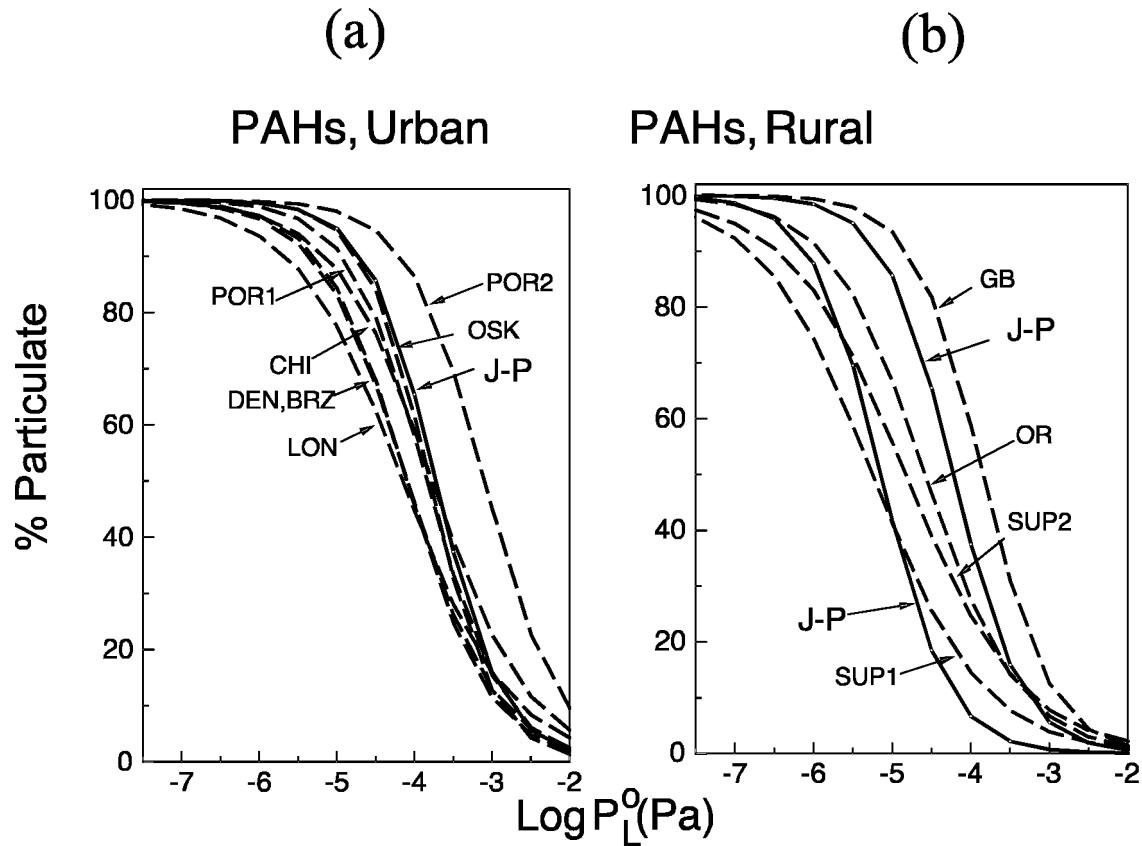 (a)
(b)
PAHs, Urban
PAHs, Rural
% Particulate
100
80
60
40
20
0
-7
-6
-5
-4
-3
-2
POR1
POR2
OSK
CHI
J-P
DEN,BRZ
LON
100
80
60
40
20
0
-7
-6
-5
-4
-3
-2
GB
J-P
OR
SUP2
J-P
SUP1
Log P°L(Pa)